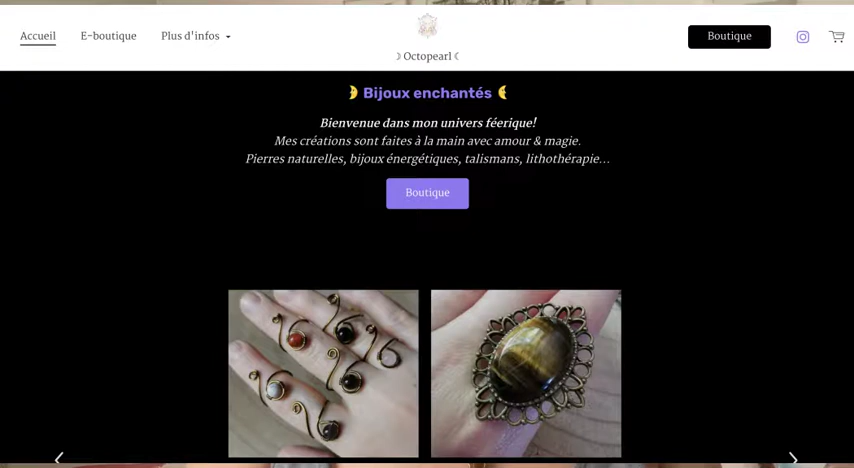 Accueil
E-boutique
Plus d'infos
☽ Octopearl ☾
Boutique
Bijoux enchantés
Bienvenue dans mon univers féerique!
Mes créations sont faites à la main avec amour & magie.
Pierres naturelles, bijoux énergétiques, talismans, lithothérapie...
Boutique